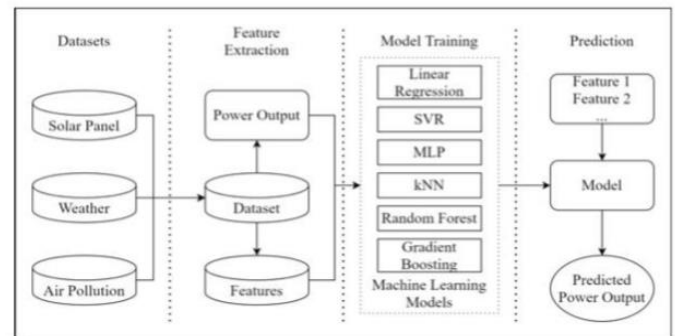 Datasets
Feature
Extraction
Model Training
Prediction
Solar Panel
Weather
Air Pollution
Power Output
Dataset
Features
Linear
Regression
SVR
MLP
kNN
Random Forest
Gradient
Boosting
Machine Learning
Models
Feature 1
Feature 2
...
Model
Predicted
Power Output